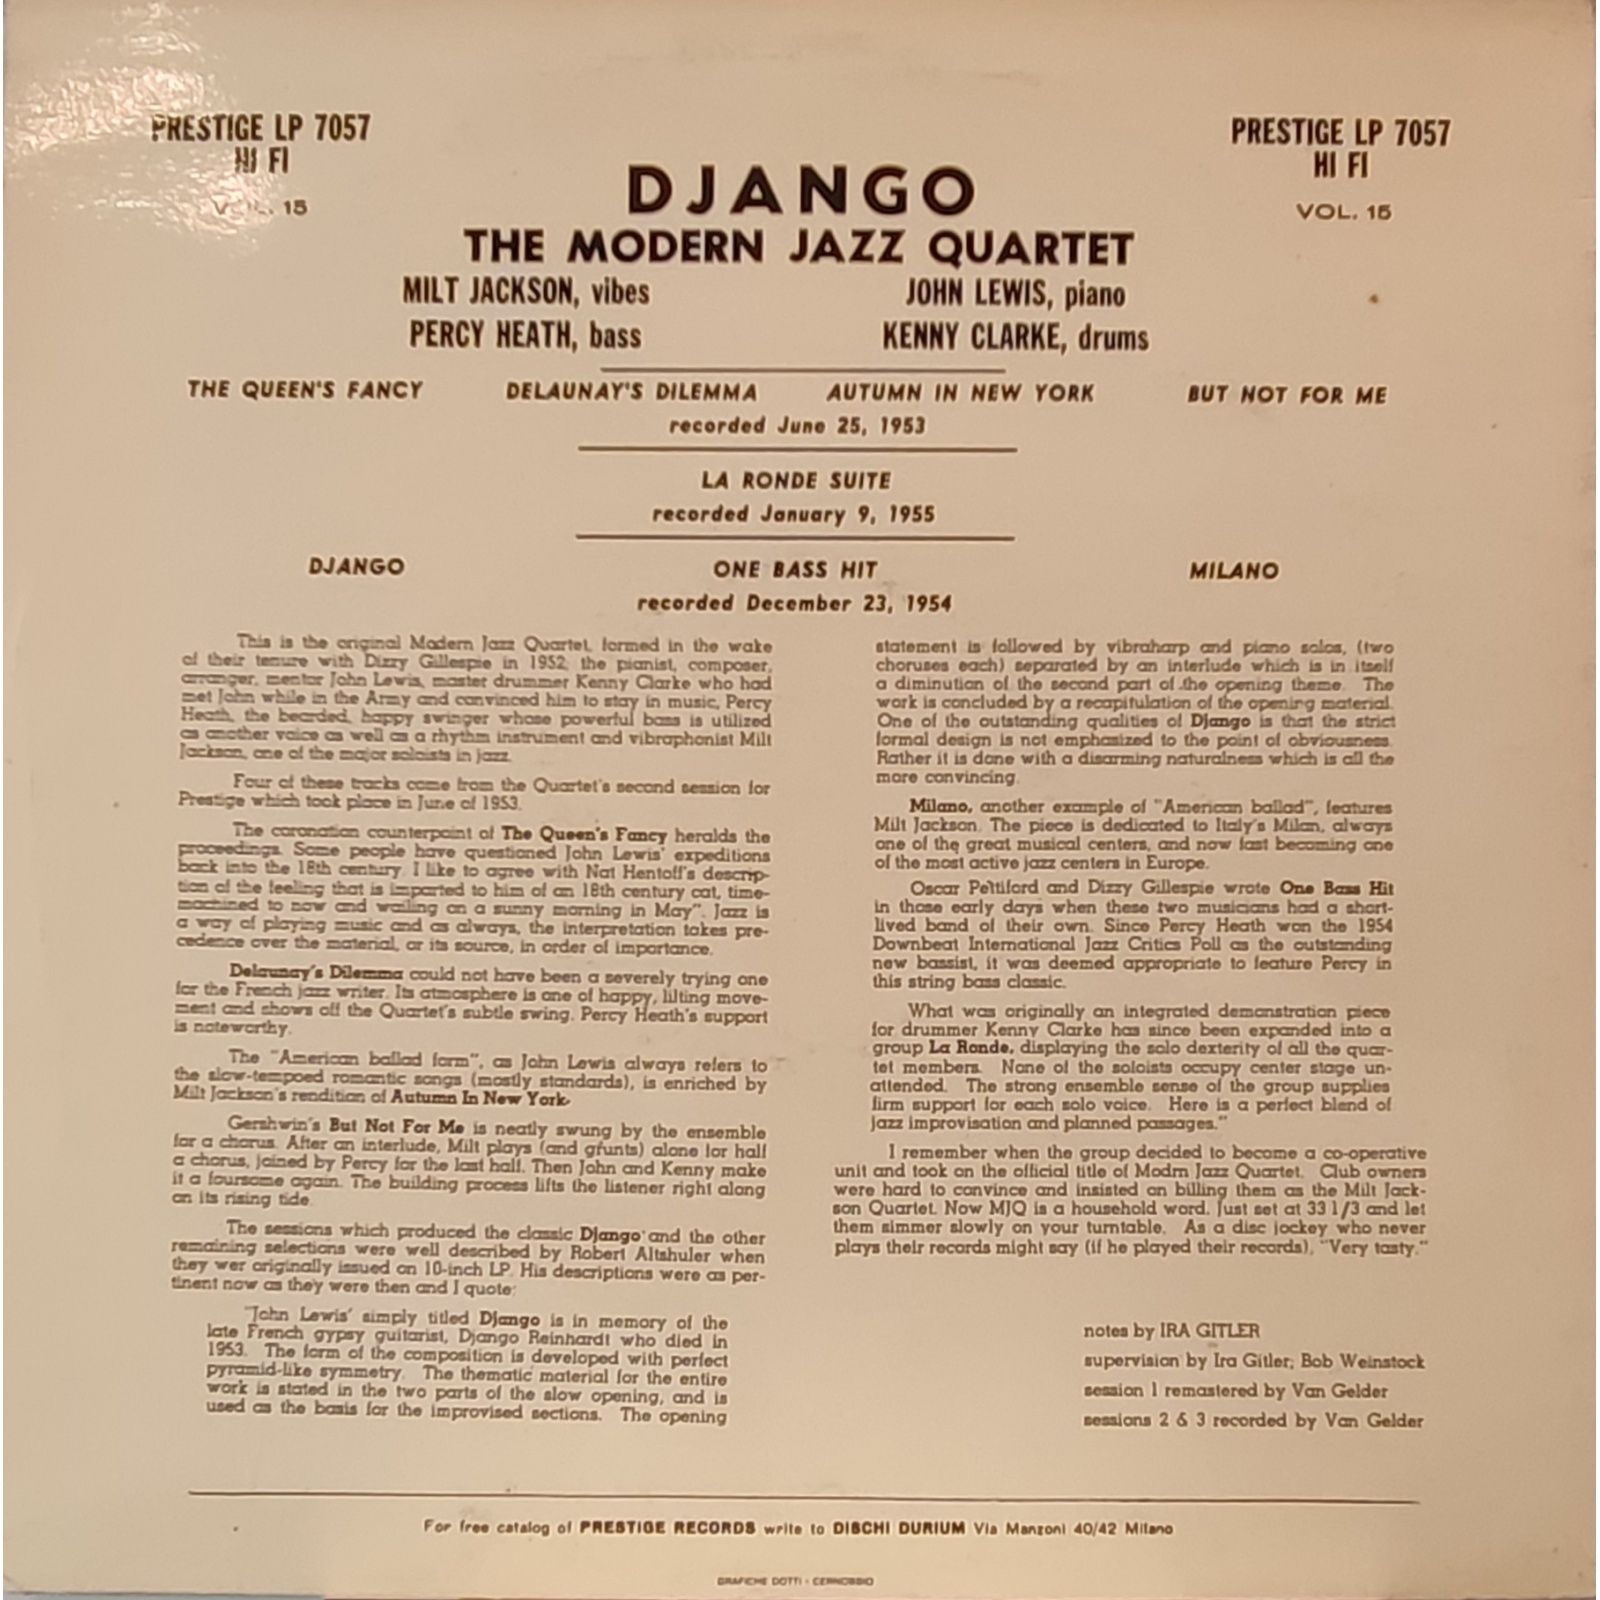 PRESTIGE LP 7057
HI FI
VOL. 15
PRESTIGE LP 7057
HI FI
VOL. 15
DJANGO
THE MODERN JAZZ QUARTET
MILT JACKSON, vibes
JOHN LEWIS, piano
PERCY HEATH, bass
KENNY CLARKE, drums
THE QUEEN'S FANCY DELAUNAY'S DILEMMA AUTUMN IN NEW YORK BUT NOT FOR ME
recorded June 25, 1953
LA RONDE SUITE
recorded January 9, 1955
DJANGO ONE BASS HIT MILANO
recorded December 23, 1954
This is the original Modern Jazz Quartet, formed in the wake
of their tenure with Dizzy Gillespie in 1952; the pianist, composer,
arranger, mentor John Lewis, master drummer Kenny Clarke who had
met John while in the Army and convinced him to stay in music, Percy
Heath, the bearded, happy swinger whose powerful bass is utilized
as another voice as well as a rhythm instrument and vibraphonist Milt
Jackson, one of the major soloists in jazz.
Four of these tracks come from the Quartet's second session for
Prestige which took place in June of 1953.
The coronation counterpoint of The Queen's Fancy heralds the
proceedings. Some people have questioned John Lewis' expeditions
back into the 18th century. I like to agree with Nat Hentoff's descrip-
tion of the feeling that is imparted to him of an 18th century cat, time-
machined to now and wailing on a sunny morning in May". Jazz is
a way of playing music and as always, the interpretation takes pre-
cedence over the material, or its source, in order of importance.
Delaunay's Dilemma could not have been a severely trying one
for the French jazz writer. Its atmosphere is one of happy, lilting move-
ment and shows off the Quartet's subtle swing. Percy Heath's support
is noteworthy.
The "American ballad form", as John Lewis always refers to
the slow-tempoed romantic songs (mostly standards), is enriched by
Milt Jackson's rendition of Autumn In New York.
Gershwin's But Not For Me is neatly swung by the ensemble
for a chorus. After an interlude, Milt plays (and grunts) alone for half
a chorus, joined by Percy for the last half. Then John and Kenny make
it a foursome again. The building process lifts the listener right along
on its rising tide.
The sessions which produced the classic Django and the other
remaining selections were well described by Robert Altshuler when
they wer originally issued on 10-inch LP. His descriptions were as per-
tinent now as they were then and I quote:
"John Lewis' simply titled Django is in memory of the
late French gypsy guitarist, Django Reinhardt who died in
1953. The form of the composition is developed with perfect
pyramid-like symmetry. The thematic material for the entire
work is stated in the two parts of the slow opening, and is
used as the basis for the improvised sections. The opening
statement is followed by vibraharp and piano solos, (two
choruses each) separated by an interlude which is in itself
a diminution of the second part of the opening theme. The
work is concluded by a recapitulation of the opening material.
One of the outstanding qualities of Django is that the strict
formal design is not emphasized to the point of obviousness.
Rather it is done with a disarming naturalness which is all the
more convincing.
Milano, another example of "American ballad", features
Milt Jackson. The piece is dedicated to Italy's Milan, always
one of the great musical centers, and now fast becoming one
of the most active jazz centers in Europe.
Oscar Pettiford and Dizzy Gillespie wrote One Bass Hit
in those early days when these two musicians had a short-
lived band of their own. Since Percy Heath won the 1954
Downbeat International Jazz Critics Poll as the outstanding
new bassist, it was deemed appropriate to feature Percy in
this string bass classic.
What was originally an integrated demonstration piece
for drummer Kenny Clarke has since been expanded into a
group La Ronde, displaying the solo dexterity of all the quar-
tet members. None of the soloists occupy center stage un-
attended. The strong ensemble sense of the group supplies
firm support for each solo voice. Here is a perfect blend of
jazz improvisation and planned passages."
I remember when the group decided to become a co-operative
unit and took on the official title of Modrn Jazz Quartet. Club owners
were hard to convince and insisted on billing them as the Milt Jack-
son Quartet. Now MJQ is a household word. Just set at 33 1/3 and let
them simmer slowly on your turntable. As a disc jockey who never
plays their records might say (if he played their records), "Very tasty."
notes by IRA GITLER
supervision by Ira Gitler; Bob Weinstock
session 1 remastered by Van Gelder
sessions 2 & 3 recorded by Van Gelder
For free catalog of PRESTIGE RECORDS write to DISCHI DURIUM Via Manzoni 40/42 Milano
GRAFICHE DOTTI - CERNOBBIO